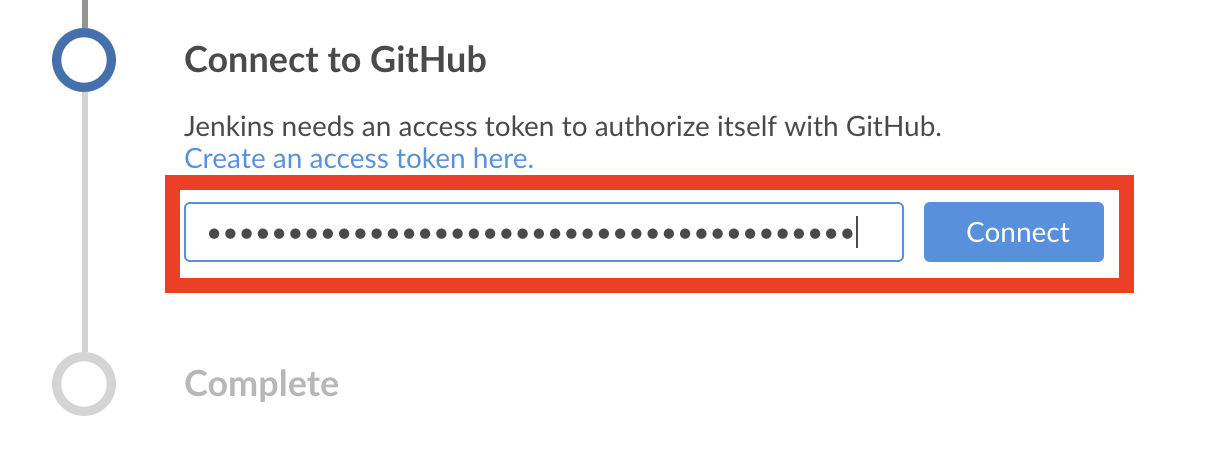 Connect to GitHub
Jenkins needs an access token to authorize itself with GitHub.
Create an access token here.
••••••••••••••••••••••••••••••••••••••••
Connect
Complete